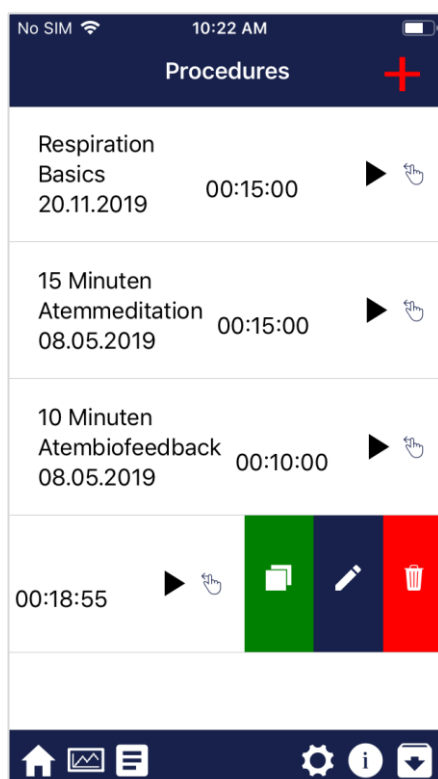 No SIM 10:22 AM
Procedures
Respiration
Basics
20.11.2019
00:15:00
15 Minuten
Atemmeditation
08.05.2019
00:15:00
10 Minuten
Atembiofeedback
08.05.2019
00:10:00
00:18:55